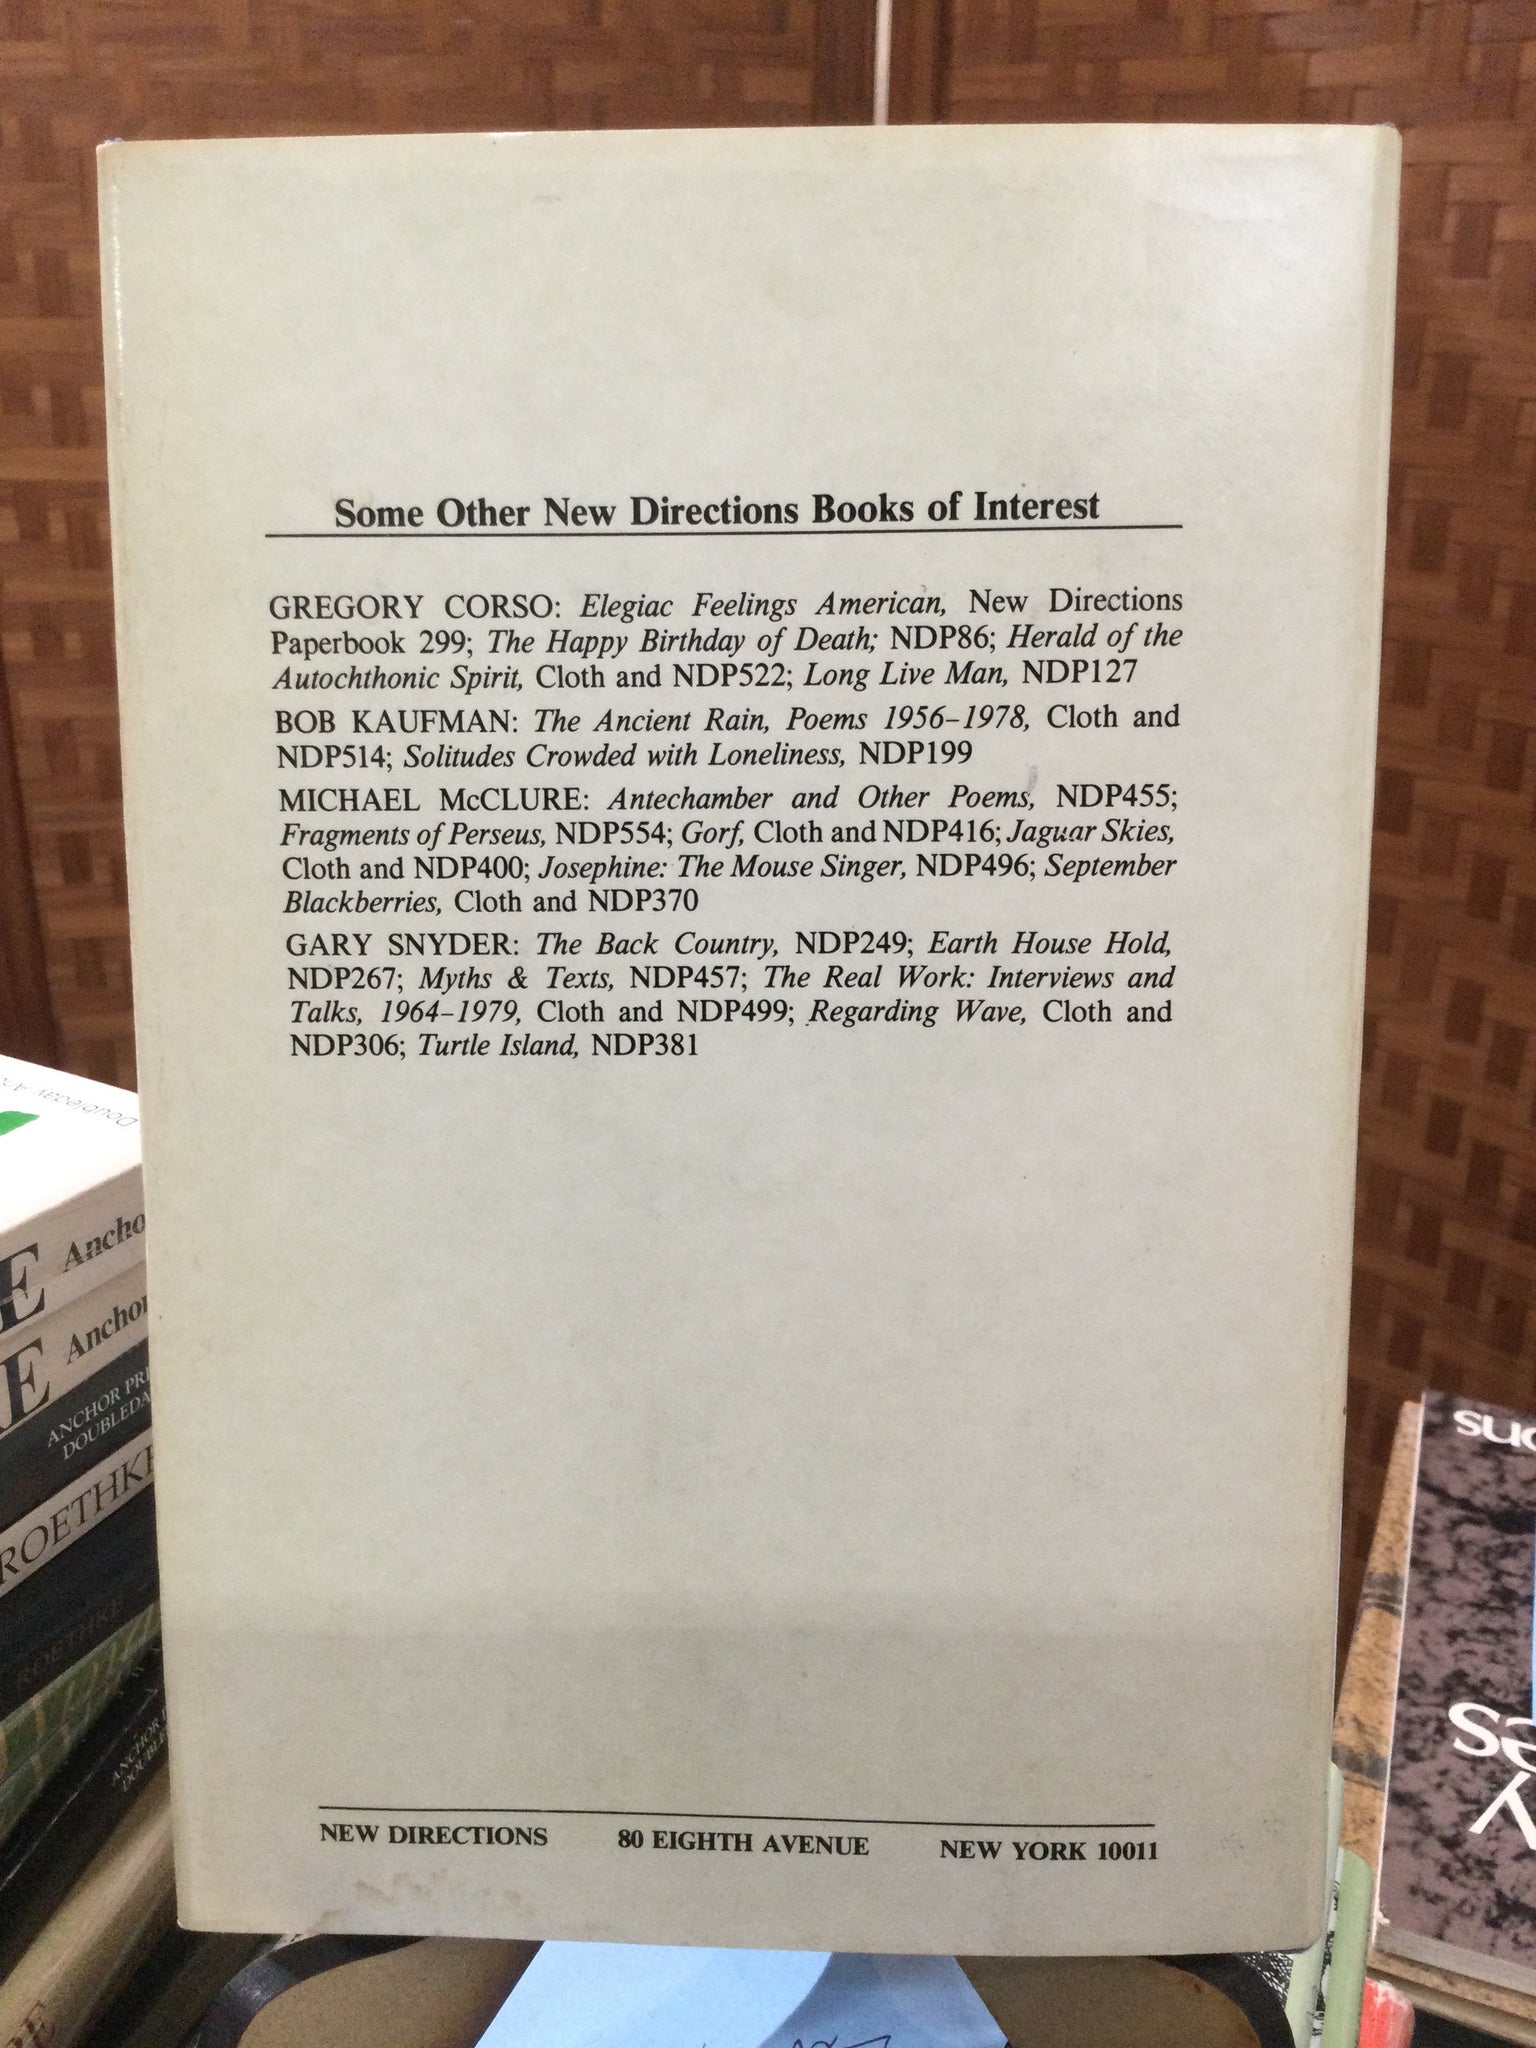 Some Other New Directions Books of Interest
GREGORY CORSO: Elegiac Feelings American, New Directions
Paperbook 299; The Happy Birthday of Death; NDP86; Herald of the
Autochthonic Spirit, Cloth and NDP522; Long Live Man, NDP127
BOB KAUFMAN: The Ancient Rain, Poems 1956–1978, Cloth and
NDP514; Solitudes Crowded with Loneliness, NDP199
MICHAEL McCLURE: Antechamber and Other Poems, NDP455;
Fragments of Perseus, NDP554; Gorf, Cloth and NDP416; Jaguar Skies,
Cloth and NDP400; Josephine: The Mouse Singer, NDP496; September
Blackberries, Cloth and NDP370
GARY SNYDER: The Back Country, NDP249; Earth House Hold,
NDP267; Myths & Texts, NDP457; The Real Work: Interviews and
Talks, 1964–1979, Cloth and NDP499; Regarding Wave, Cloth and
NDP306; Turtle Island, NDP381
NEW DIRECTIONS 80 EIGHTH AVENUE NEW YORK 10011
Doubleday
E Ancho
KE Anchor
ANCHOR PR
DOUBLEDA
ROETHKE
ROETHKE
ANCHOR